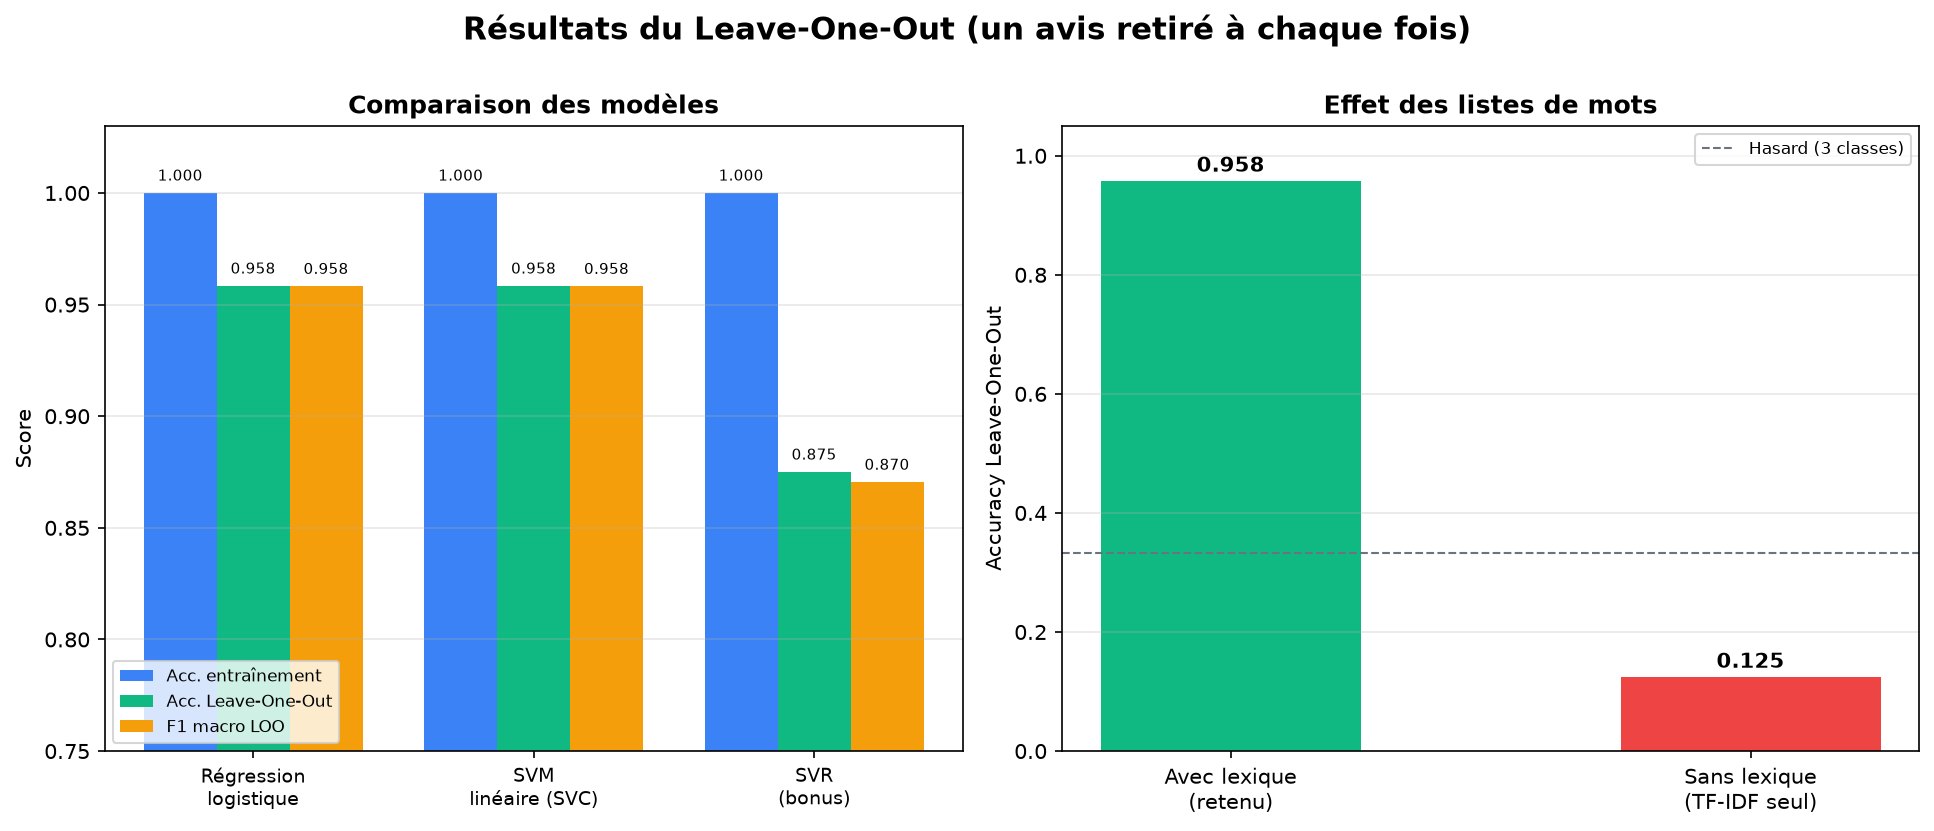 Résultats du Leave-One-Out (un avis retiré à chaque fois)
Comparaison des modèles
Score
1.00
0.95
0.90
0.85
0.80
0.75
1.000
0.958
0.958
1.000
0.958
0.958
1.000
0.875
0.870
Acc. entraînement
Acc. Leave-One-Out
F1 macro LOO
Régression
logistique
SVM
linéaire (SVC)
SVR
(bonus)
Effet des listes de mots
Accuracy Leave-One-Out
1.0
0.8
0.6
0.4
0.2
0.0
Hasard (3 classes)
0.958
0.125
Avec lexique
(retenu)
Sans lexique
(TF-IDF seul)